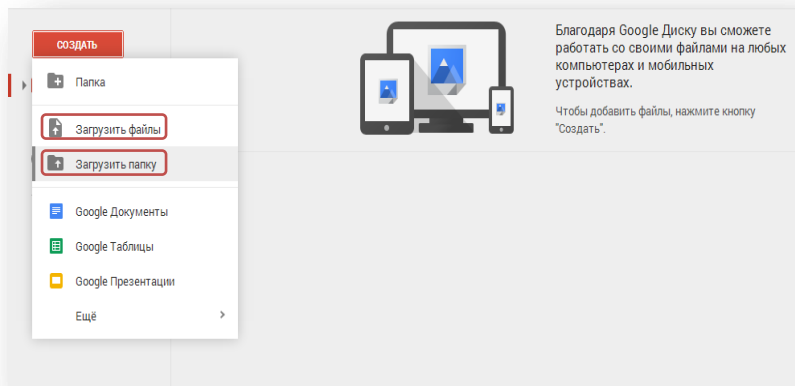 СОЗДАТЬ
Папка
Загрузить файлы
Загрузить папку
Google Документы
Google Таблицы
Google Презентации
Ещё
Благодаря Google Диску вы сможете
работать со своими файлами на любых
компьютерах и мобильных
устройствах.
Чтобы добавить файлы, нажмите кнопку
"Создать".